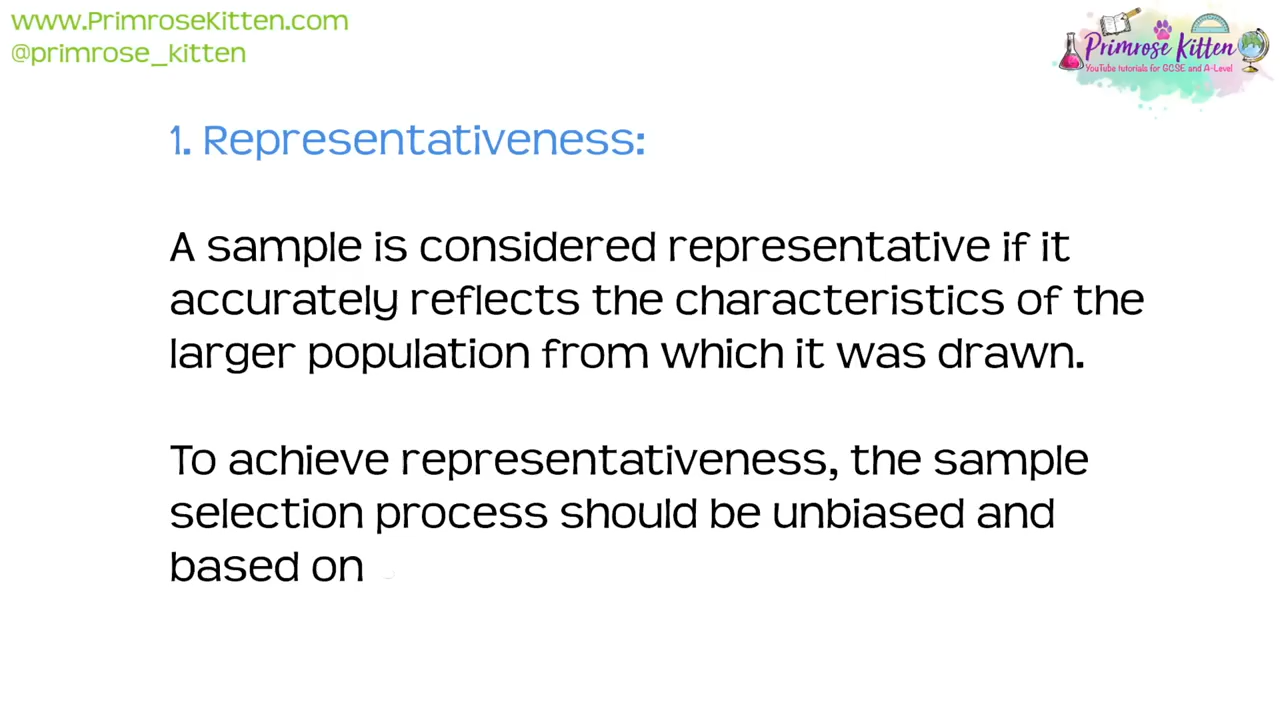 www.PrimroseKitten.com
@primrose_kitten
Primrose Kitten
YouTube tutorials for GCSE and A-Level
1. Representativeness:
A sample is considered representative if it
accurately reflects the characteristics of the
larger population from which it was drawn.
To achieve representativeness, the sample
selection process should be unbiased and
based on